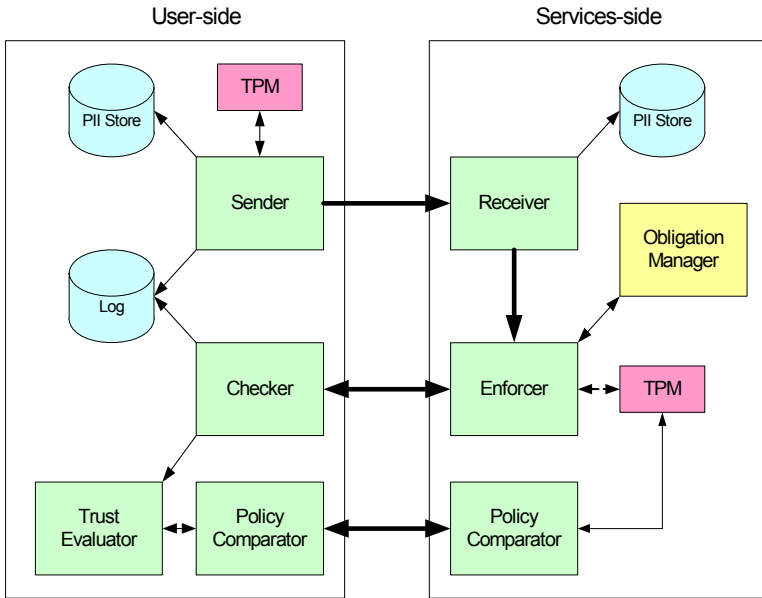 User-side
Services-side
TPM
PII Store
PII Store
Sender
Receiver
Obligation
Manager
Log
Checker
Enforcer
TPM
Trust
Evaluator
Policy
Comparator
Policy
Comparator